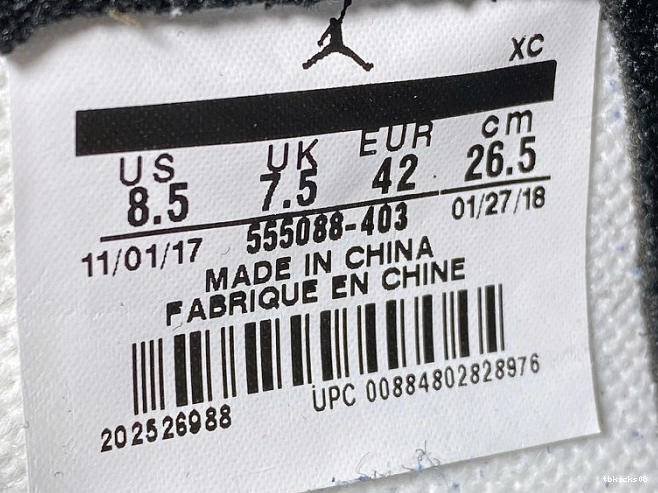 XC
US UK EUR cm
8.5 7.5 42 26.5
11/01/17 555088-403 01/27/18
MADE IN CHINA
FABRIQUE EN CHINE
202526988 UPC 00884802828976
tbkicks08